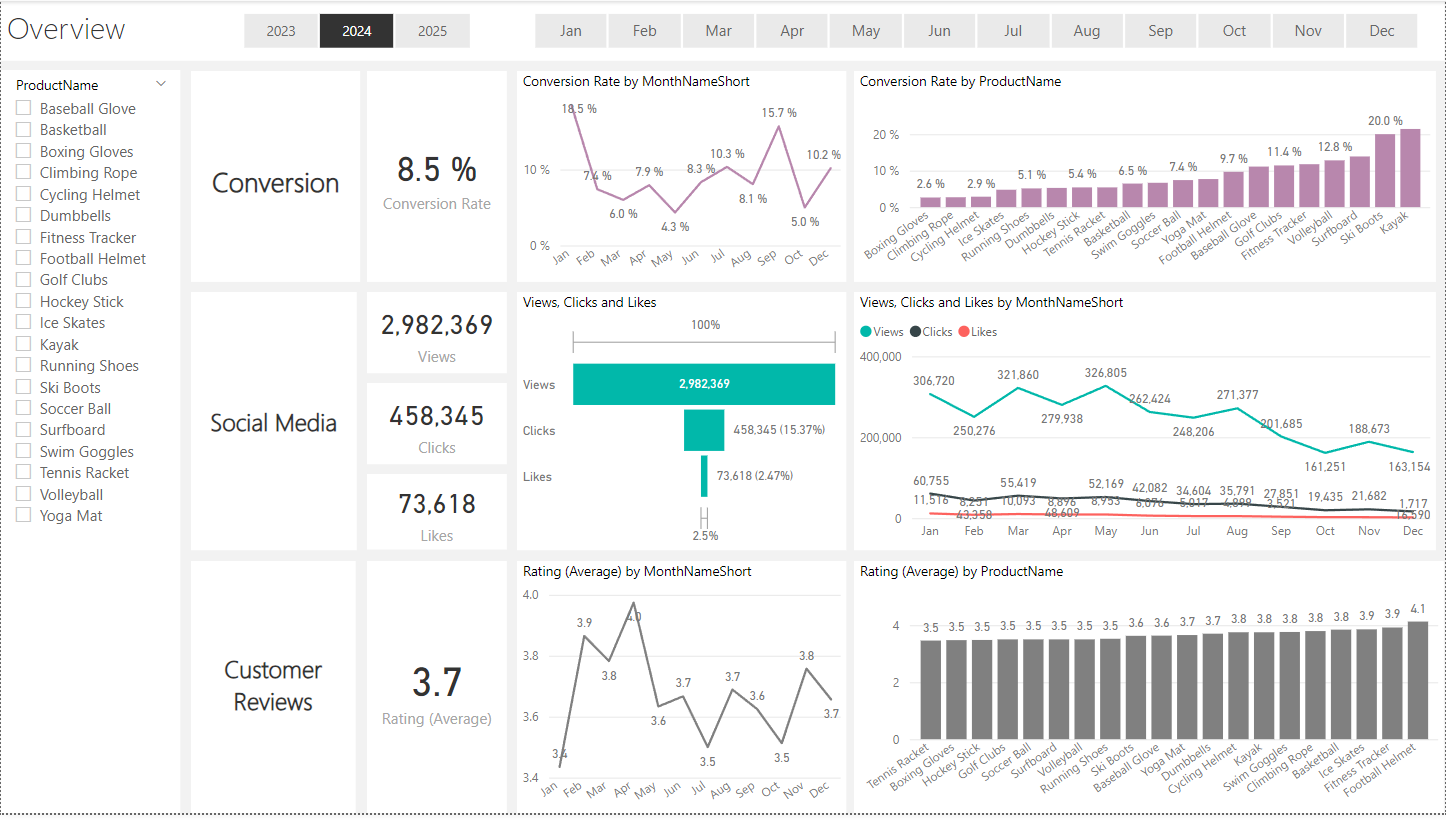 Overview
2023 2024 2025
Jan Feb Mar Apr May Jun Jul Aug Sep Oct Nov Dec
ProductName
Baseball Glove
Basketball
Boxing Gloves
Climbing Rope
Cycling Helmet
Dumbbells
Fitness Tracker
Football Helmet
Golf Clubs
Hockey Stick
Ice Skates
Kayak
Running Shoes
Ski Boots
Soccer Ball
Surfboard
Swim Goggles
Tennis Racket
Volleyball
Yoga Mat
Conversion
8.5 %
Conversion Rate
Conversion Rate by MonthNameShort
18.5 % 7.4 % 6.0 % 7.9 % 4.3 % 8.3 % 10.3 % 8.1 % 15.7 % 5.0 % 10.2 %
10 %
0 %
Jan Feb Mar Apr May Jun Jul Aug Sep Oct Dec
Conversion Rate by ProductName
20 %
10 %
0 %
2.6 % 2.9 % 5.1 % 5.4 % 6.5 % 7.4 % 9.7 % 11.4 % 12.8 % 20.0 %
Boxing Gloves Climbing Rope Cycling Helmet Ice Skates Running Shoes Dumbbells Hockey Stick Tennis Racket Basketball Swim Goggles Soccer Ball Yoga Mat Football Helmet Baseball Glove Golf Clubs Fitness Tracker Volleyball Surfboard Ski Boots Kayak
Social Media
2,982,369
Views
458,345
Clicks
73,618
Likes
Views, Clicks and Likes
100%
Views 2,982,369
Clicks 458,345 (15.37%)
Likes 73,618 (2.47%)
2.5%
Views, Clicks and Likes by MonthNameShort
Views Clicks Likes
400,000
200,000
0
306,720 250,276 321,860 279,938 326,805 262,424 248,206 271,377 201,685 161,251 188,673 163,154
60,755 43,358 55,419 48,609 52,169 42,082 34,604 35,791 27,851 19,435 21,682 16,590
11,516 8,251 10,093 8,896 8,953 6,076 3,521 1,717
Jan Feb Mar Apr May Jun Jul Aug Sep Oct Nov Dec
Customer
Reviews
3.7
Rating (Average)
Rating (Average) by MonthNameShort
4.0
3.8
3.6
3.4
3.4 3.9 3.8 4.0 3.6 3.7 3.5 3.7 3.6 3.5 3.8 3.7
Jan Feb Mar Apr May Jun Jul Aug Sep Oct Nov Dec
Rating (Average) by ProductName
4
2
0
3.5 3.5 3.5 3.5 3.5 3.5 3.5 3.5 3.6 3.6 3.7 3.7 3.8 3.8 3.8 3.8 3.8 3.9 3.9 4.1
Tennis Racket Boxing Gloves Hockey Stick Golf Clubs Soccer Ball Surfboard Volleyball Running Shoes Ski Boots Baseball Glove Yoga Mat Dumbbells Cycling Helmet Kayak Swim Goggles Climbing Rope Basketball Ice Skates Fitness Tracker Football Helmet